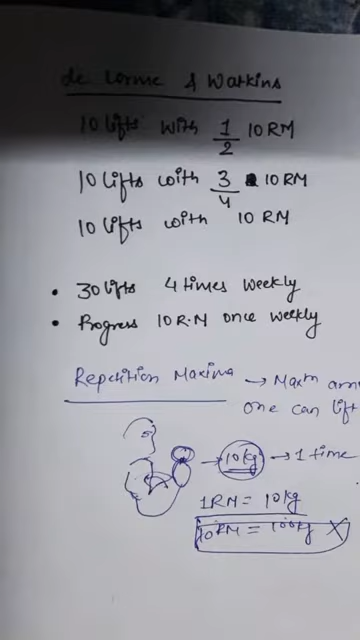 de Lorme & Watkins
10 lifts with 1/2 10 RM
10 lifts with 3/4 10 RM
10 lifts with 10 RM
• 30 lifts 4 times weekly
• Progress 10 R.M once weekly
Repetition Maxima → Maxm am
one can lift
→ 10kg → 1 time
1RM = 10kg
10RM = 100kg X